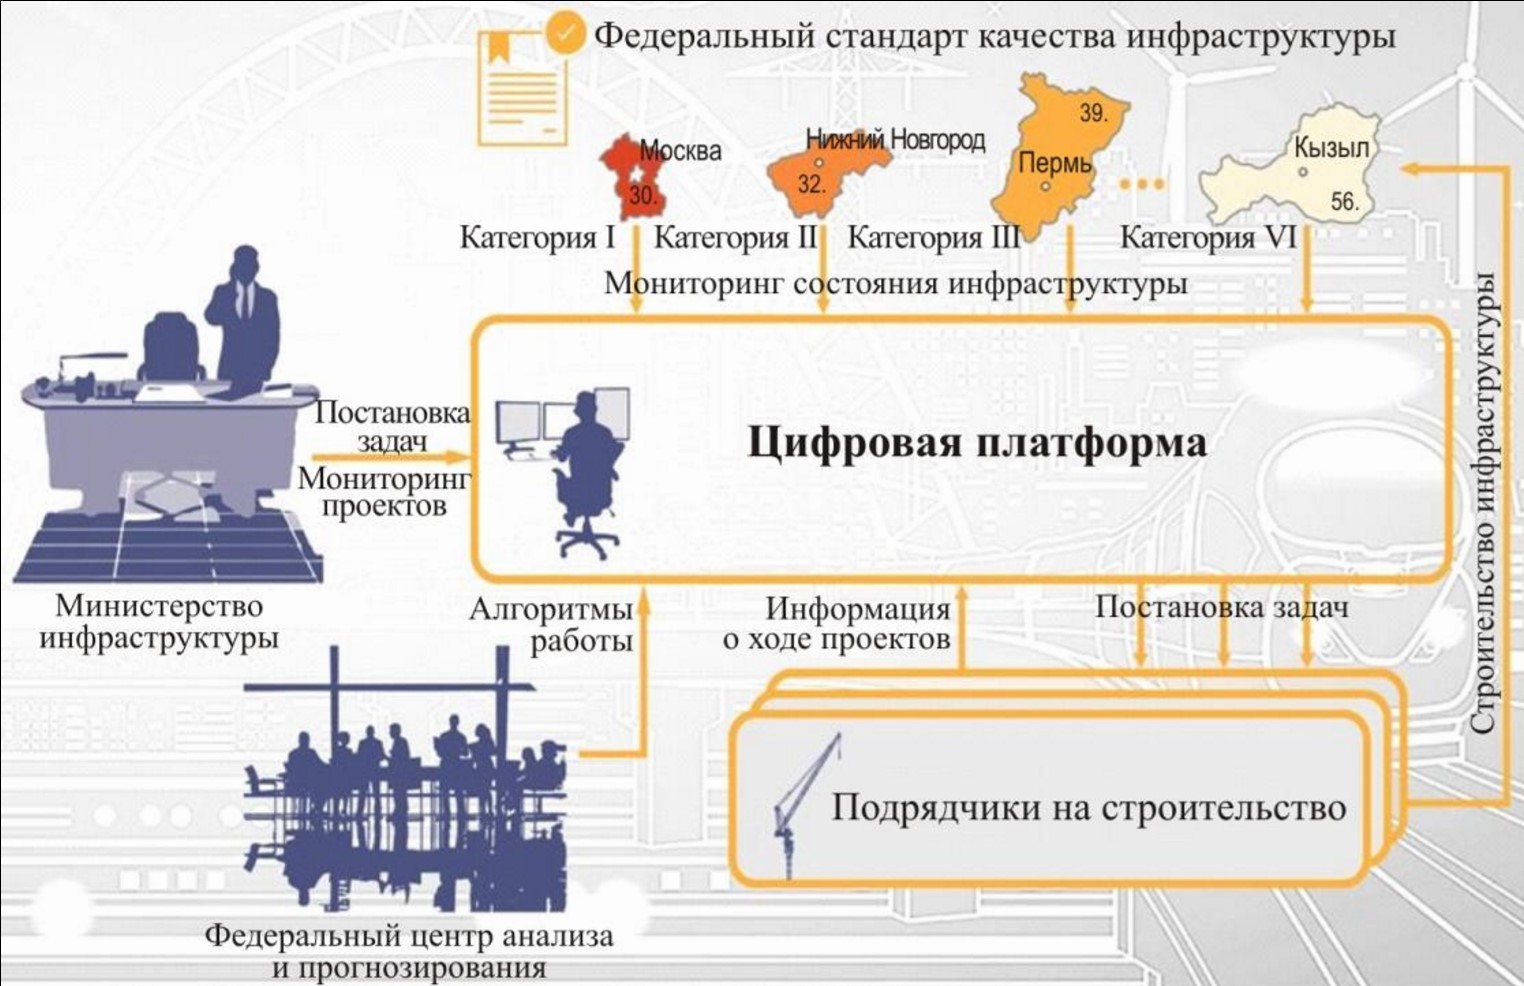 Федеральный стандарт качества инфраструктуры
39.
Москва
Нижний Новгород
Пермь
Кызыл
30.
32.
56.
Категория I
Категория II
Категория III
Категория VI
Мониторинг состояния инфраструктуры
Постановка
задач
Мониторинг
проектов
Цифровая платформа
Строительство инфраструктуры
Министерство
инфраструктуры
Алгоритмы
работы
Информация
о ходе проектов
Постановка задач
Подрядчики на строительство
Федеральный центр анализа
и прогнозирования